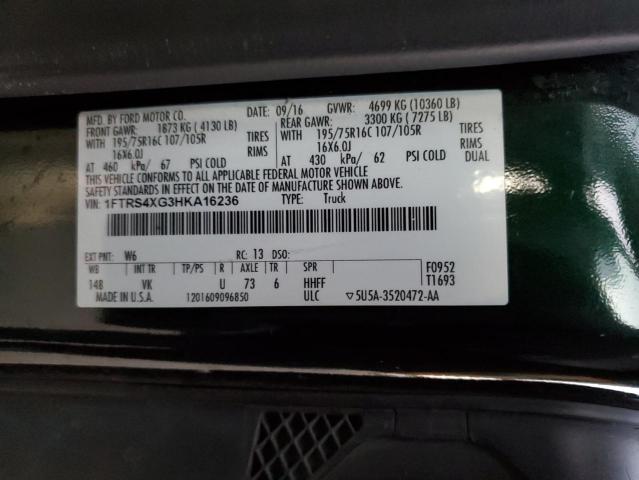 MFD. BY FORD MOTOR CO.
DATE: 09/16 GVWR: 4699 KG (10360 LB)
FRONT GAWR: 1873 KG ( 4130 LB) REAR GAWR: 3300 KG ( 7275 LB)
WITH 195/75R16C 107/105R TIRES WITH 195/75R16C 107/105R TIRES
16X6.0J RIMS 16X6.0J RIMS
AT 460 kPa/ 67 PSI COLD AT 430 kPa/ 62 PSI COLD DUAL
THIS VEHICLE CONFORMS TO ALL APPLICABLE FEDERAL MOTOR VEHICLE
SAFETY STANDARDS IN EFFECT ON THE DATE OF MANUFACTURE SHOWN ABOVE.
VIN: 1FTRS4XG3HKA16236 TYPE: Truck
EXT PNT: W6 RC: 13 DSO:
WB INT TR TP/PS R AXLE TR SPR F0952
148 VK U 73 6 HHFF T1693
MADE IN U.S.A. 1201609096850 ULC ▽5U5A-3520472-AA